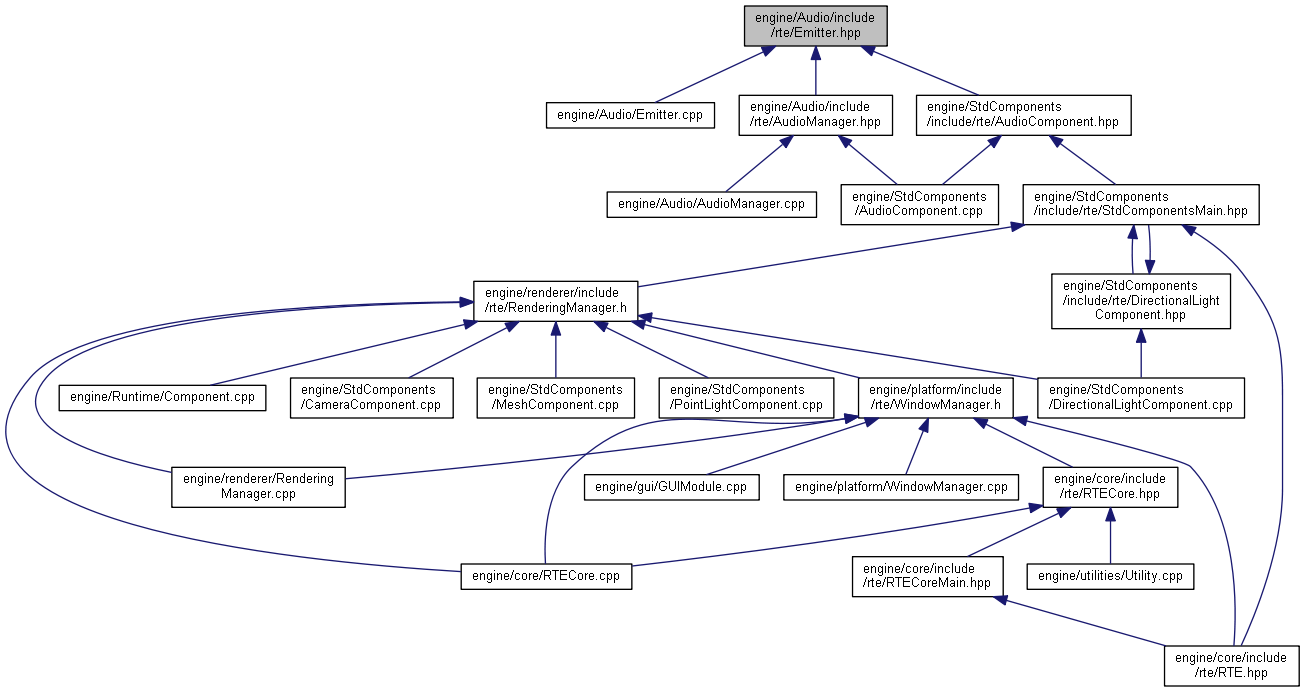 engine/Audio/include
/rte/Emitter.hpp
engine/Audio/Emitter.cpp
engine/Audio/include
/rte/AudioManager.hpp
engine/StdComponents
/include/rte/AudioComponent.hpp
engine/Audio/AudioManager.cpp
engine/StdComponents
/AudioComponent.cpp
engine/StdComponents
/include/rte/StdComponentsMain.hpp
engine/renderer/include
/rte/RenderingManager.h
engine/StdComponents
/include/rte/DirectionalLight
Component.hpp
engine/Runtime/Component.cpp
engine/StdComponents
/CameraComponent.cpp
engine/StdComponents
/MeshComponent.cpp
engine/StdComponents
/PointLightComponent.cpp
engine/platform/include
/rte/WindowManager.h
engine/StdComponents
/DirectionalLightComponent.cpp
engine/renderer/Rendering
Manager.cpp
engine/gui/GUIModule.cpp
engine/platform/WindowManager.cpp
engine/core/include
/rte/RTECore.hpp
engine/core/RTECore.cpp
engine/core/include
/rte/RTECoreMain.hpp
engine/utilities/Utility.cpp
engine/core/include
/rte/RTE.hpp